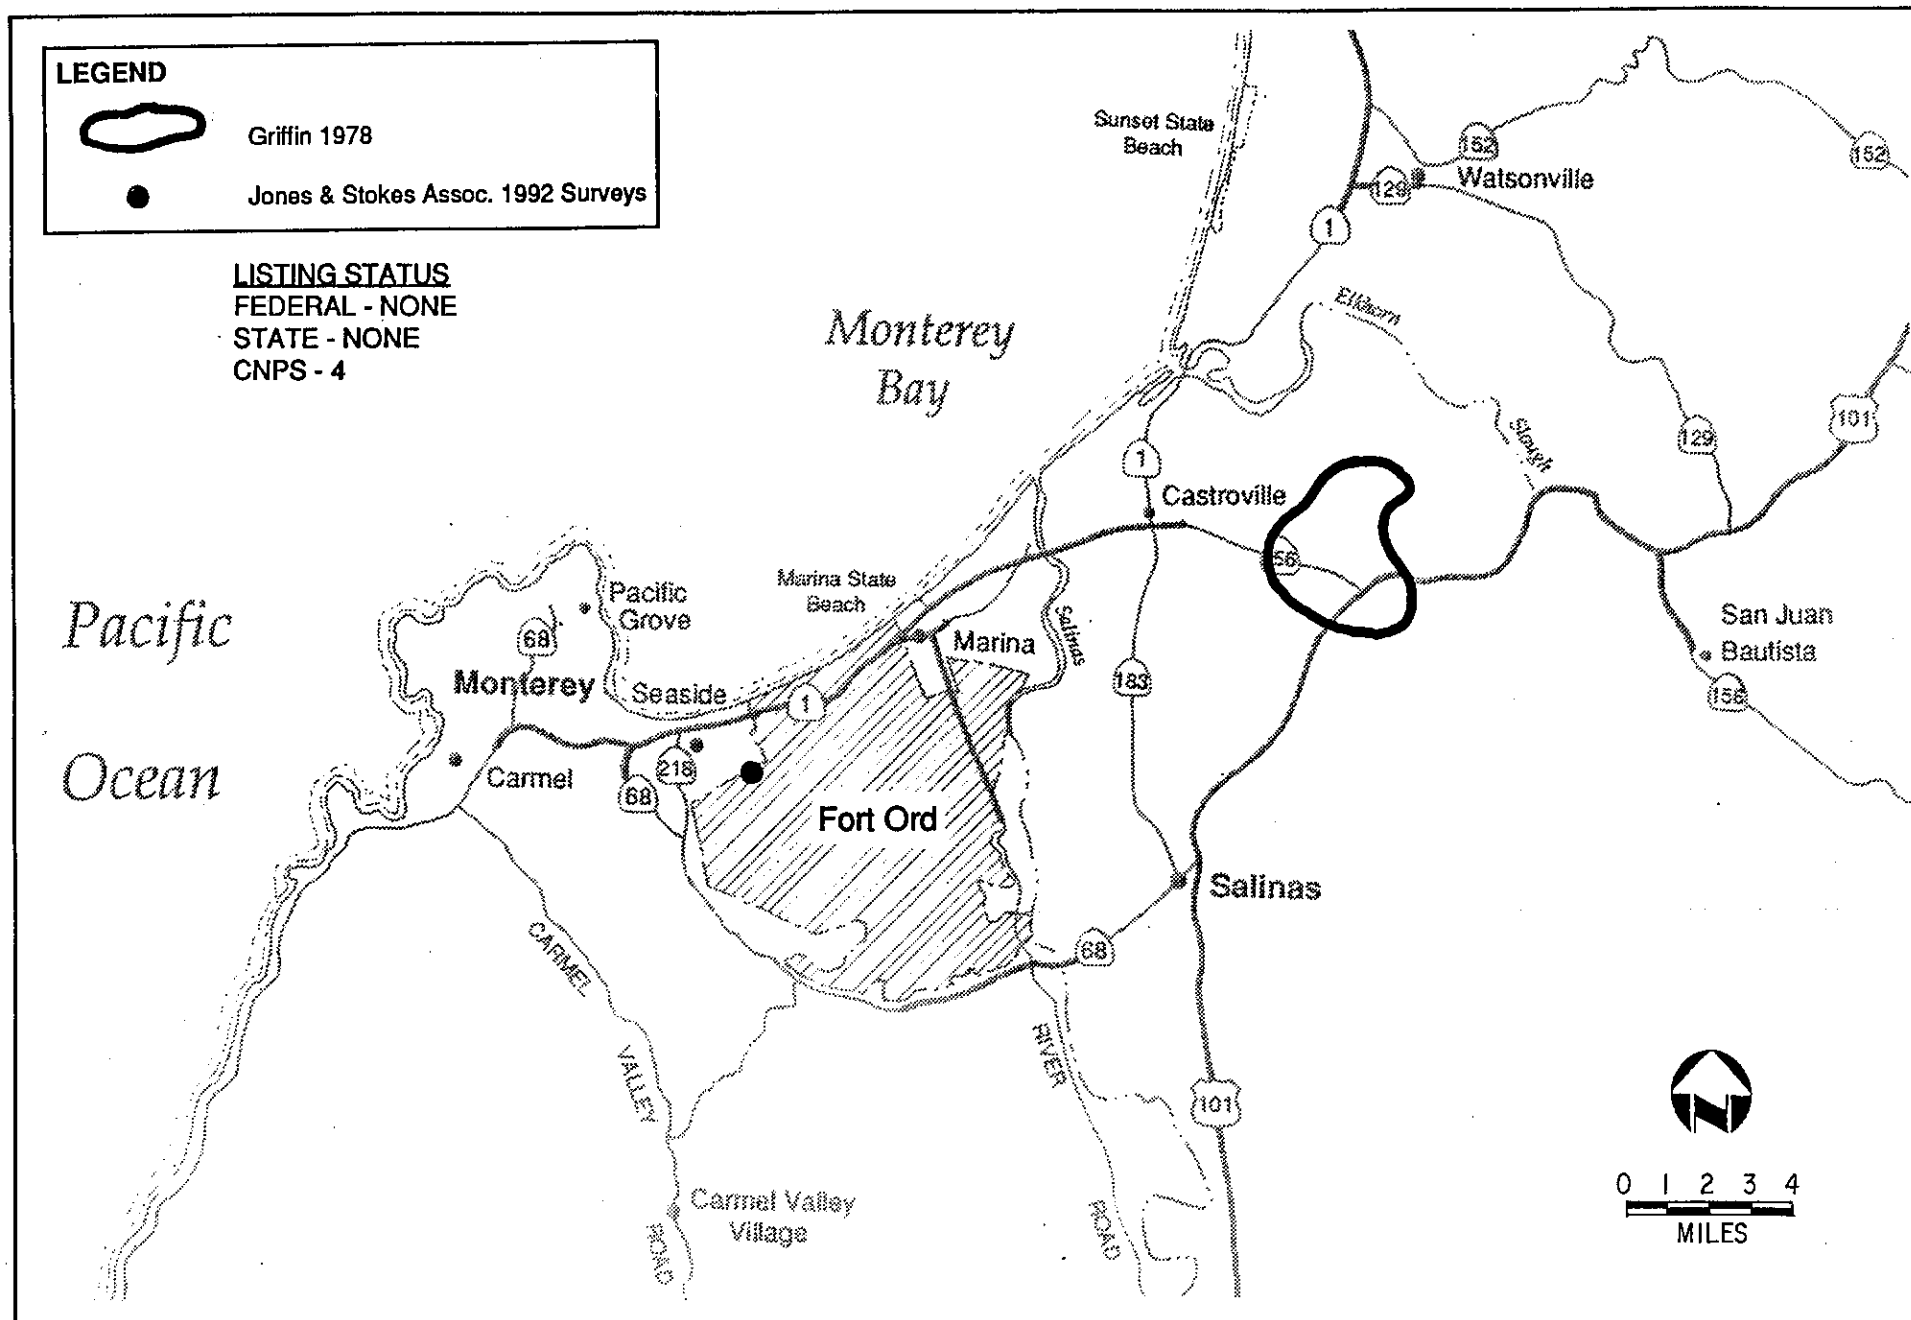 LEGEND
Griffin 1978
Jones & Stokes Assoc. 1992 Surveys
LISTING STATUS
FEDERAL - NONE
STATE - NONE
CNPS - 4
Sunset State
Beach
152
152
129
Watsonville
1
Monterey
Bay
Elkhorn
Slough
101
129
1
Castroville
156
Pacific
Ocean
Pacific
Grove
68
Monterey
Seaside
Marina State
Beach
Marina
Salinas
183
San Juan
Bautista
156
1
Carmel
218
68
Fort Ord
Salinas
68
CARMEL
VALLEY
ROAD
RIVER
ROAD
101
Carmel Valley
Village
N
0 1 2 3 4
MILES